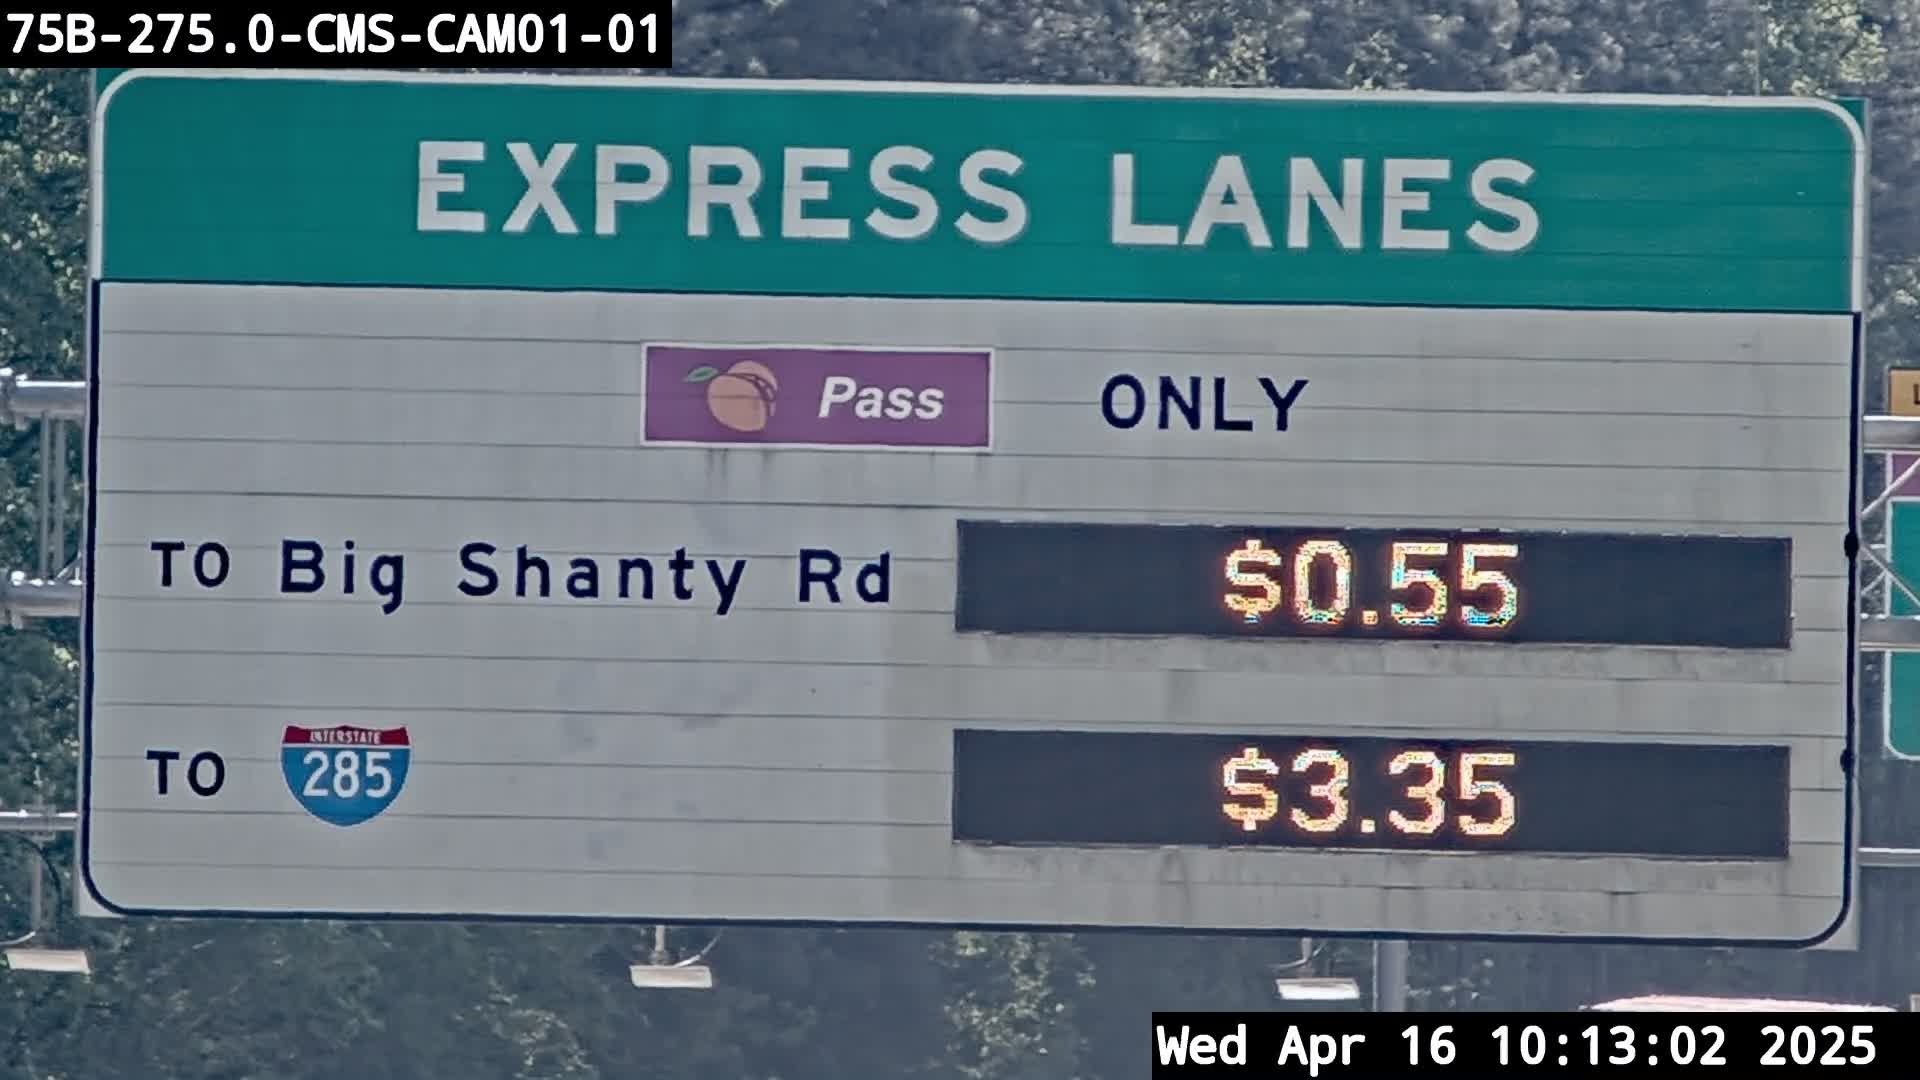 75B-275.0-CMS-CAM01-01
EXPRESS LANES
Pass ONLY
TO Big Shanty Rd $0.55
INTERSTATE
TO 285 $3.35
Wed Apr 16 10:13:02 2025